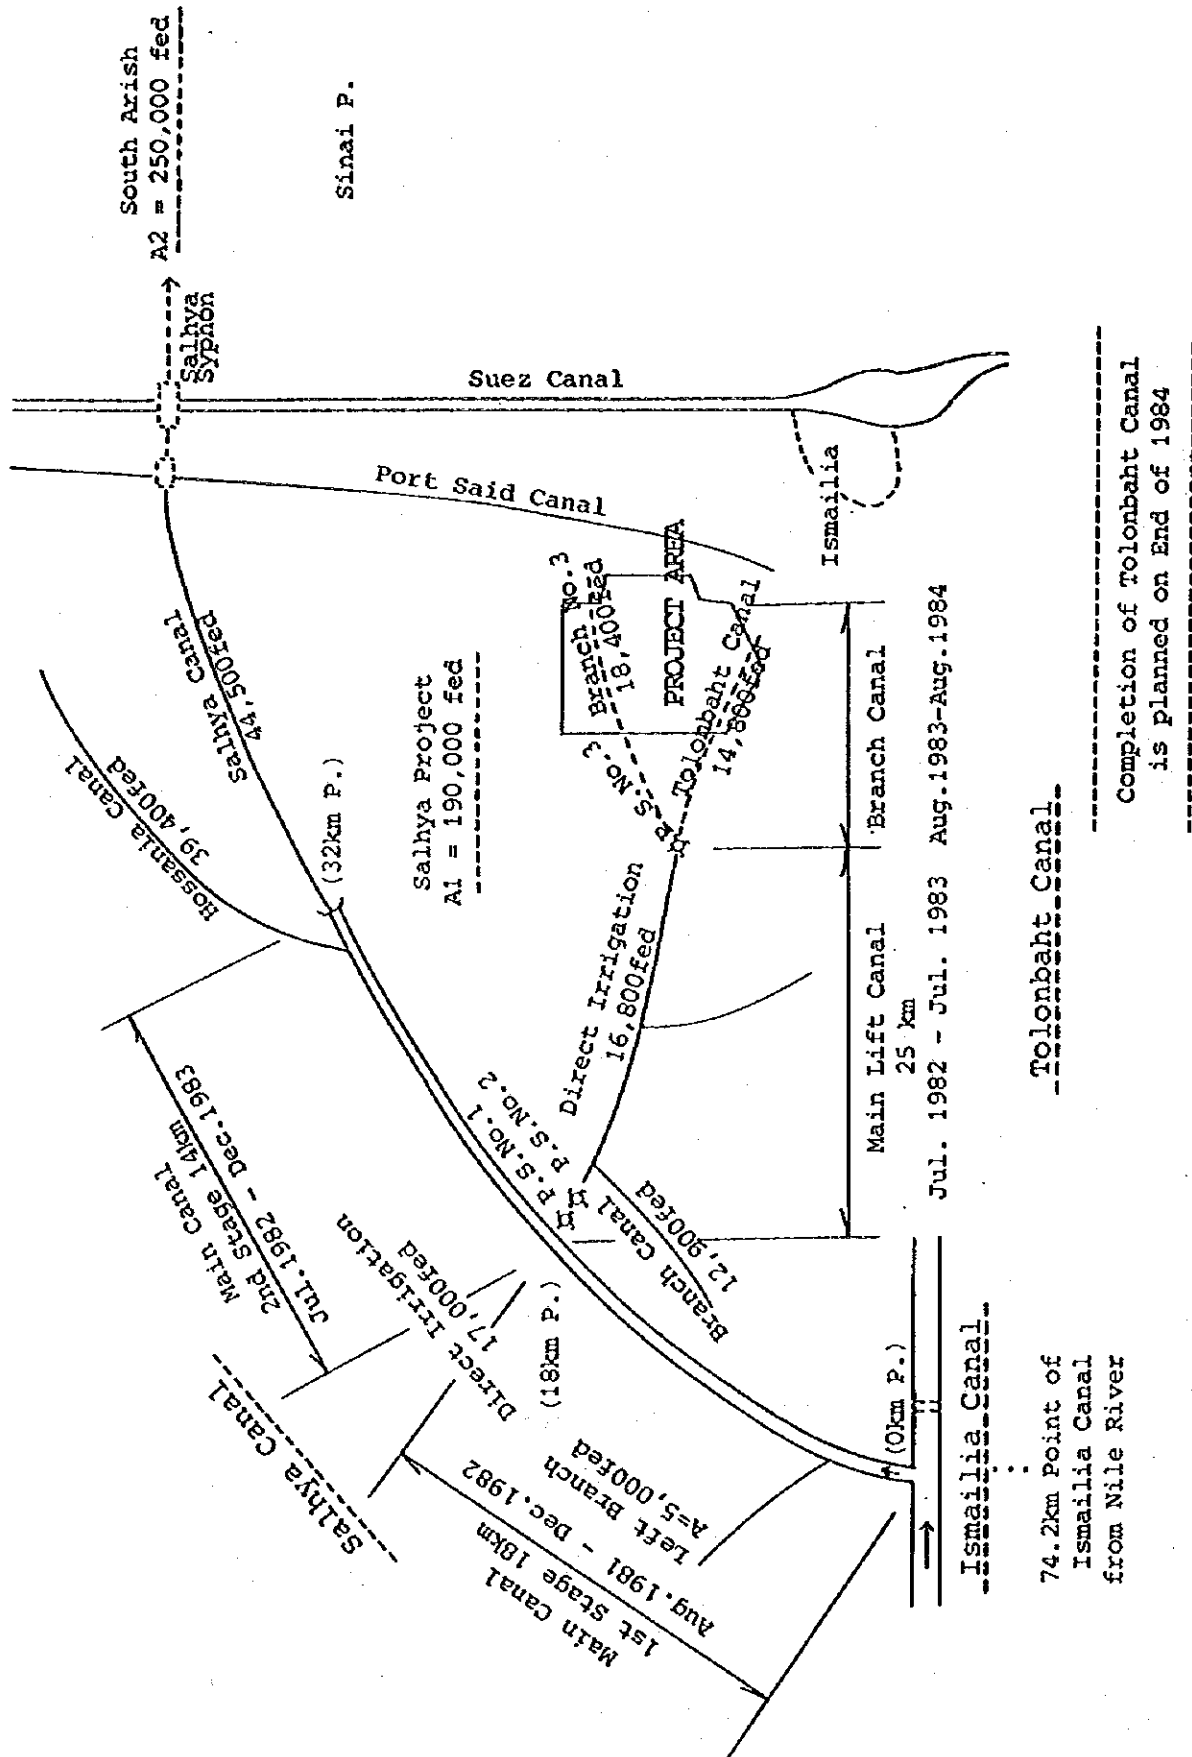 South Arish
A2 = 250,000 fed
Sinai P.
Salhya
Syphon
Suez Canal
Port Said Canal
Ismailia
Salhya Canal
44,500fed
Hossania Canal
39,400fed
(32km P.)
Salhya Project
A1 = 190,000 fed
P.S. No.3
Branch No.3
18,400fed
PROJECT AREA
Tolonbaht Canal
14,800fed
Direct Irrigation
16,800fed
P.S.No.1
P.S.No.2
Branch Canal
12,900fed
Main Canal
2nd Stage 14km
Jul.1982 - Dec.1983
Direct Irrigation
17,000fed
(18km P.)
Salhya Canal
Main Canal
1st Stage 18km
Aug.1981 - Dec.1982
Left Branch
A=5,000fed
(0km P.)
Main Lift Canal
25 km
Jul. 1982 - Jul. 1983
Branch Canal
Aug.1983-Aug.1984
Ismailia Canal
74.2km Point of
Ismailia Canal
from Nile River
Tolonbaht Canal
Completion of Tolonbaht Canal
is planned on End of 1984